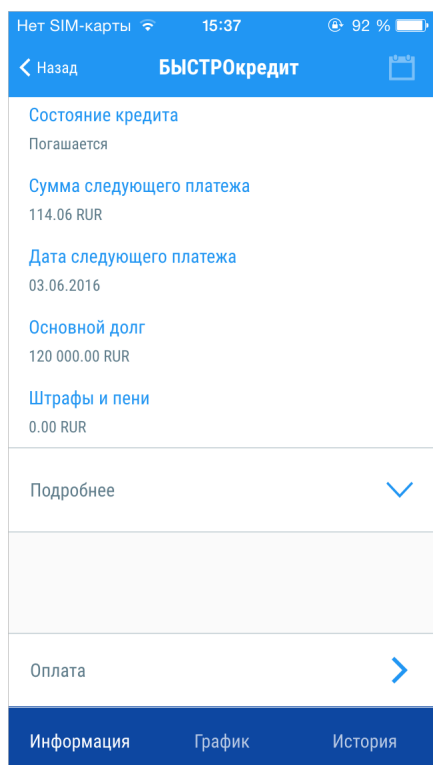 Нет SIM-карты 15:37 92 %
Назад БЫСТРОкредит
Состояние кредита
Погашается
Сумма следующего платежа
114.06 RUR
Дата следующего платежа
03.06.2016
Основной долг
120 000.00 RUR
Штрафы и пени
0.00 RUR
Подробнее
Оплата
Информация График История